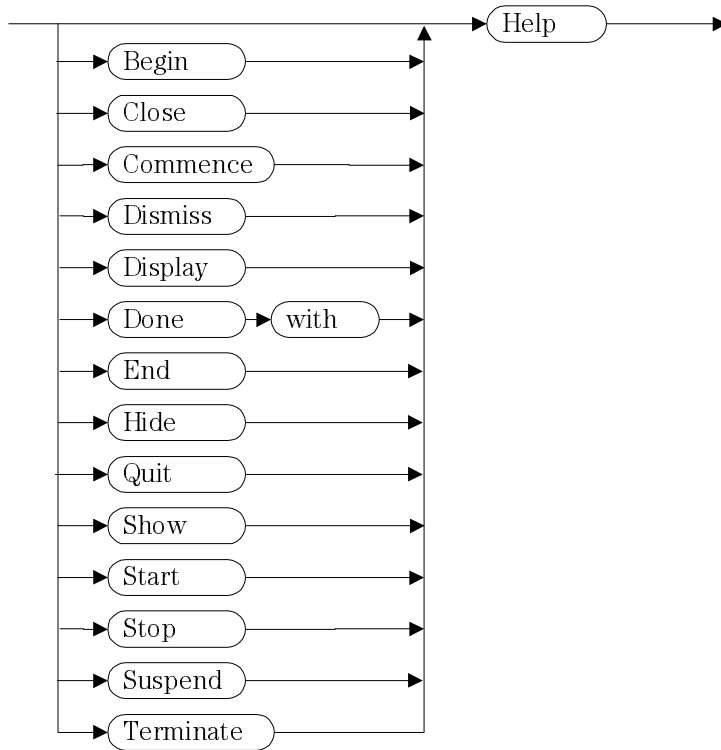 Help
Begin
Close
Commence
Dismiss
Display
Done with
End
Hide
Quit
Show
Start
Stop
Suspend
Terminate